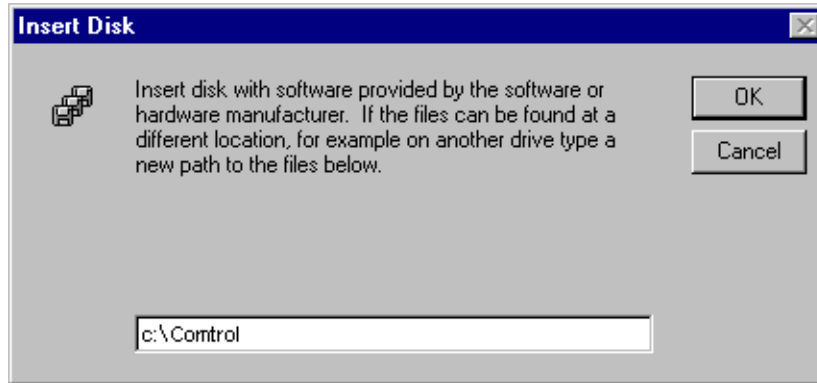 Insert Disk
Insert disk with software provided by the software or
hardware manufacturer.  If the files can be found at a
different location, for example on another drive type a
new path to the files below.
OK
Cancel
c:\Comtrol